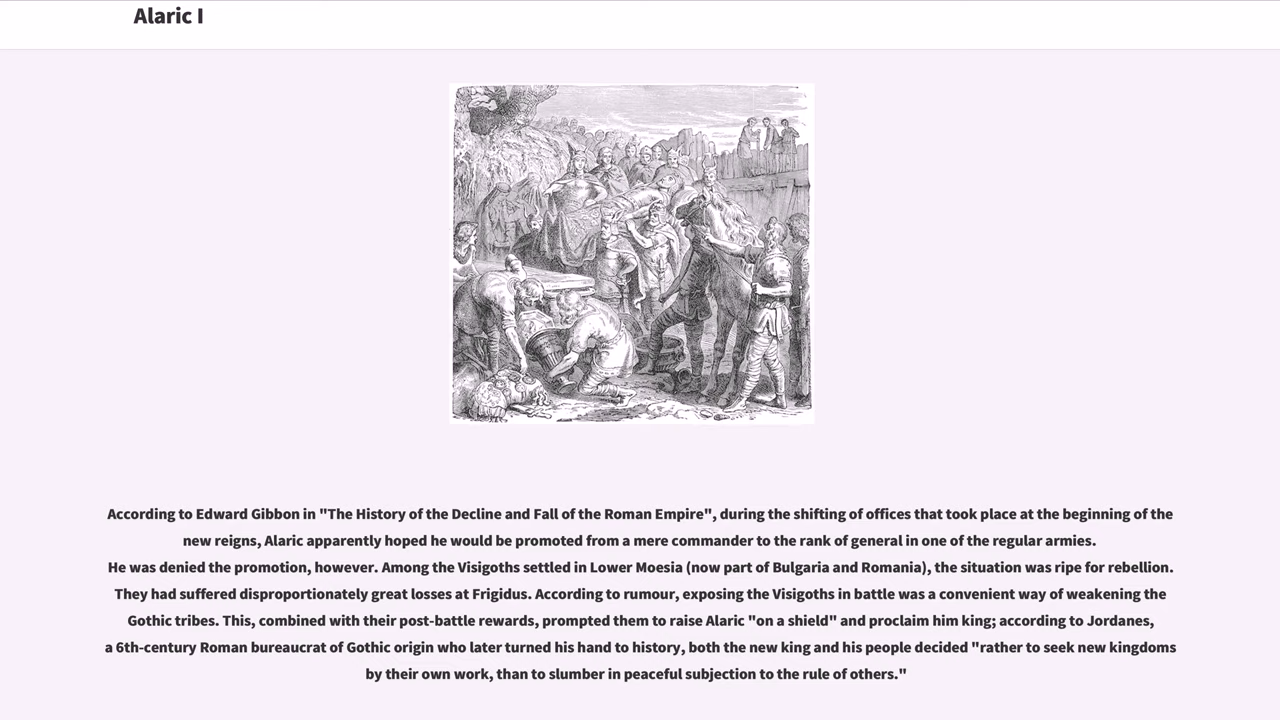 Alaric I
According to Edward Gibbon in "The History of the Decline and Fall of the Roman Empire", during the shifting of offices that took place at the beginning of the
new reigns, Alaric apparently hoped he would be promoted from a mere commander to the rank of general in one of the regular armies.
He was denied the promotion, however. Among the Visigoths settled in Lower Moesia (now part of Bulgaria and Romania), the situation was ripe for rebellion.
They had suffered disproportionately great losses at Frigidus. According to rumour, exposing the Visigoths in battle was a convenient way of weakening the
Gothic tribes. This, combined with their post-battle rewards, prompted them to raise Alaric "on a shield" and proclaim him king; according to Jordanes,
a 6th-century Roman bureaucrat of Gothic origin who later turned his hand to history, both the new king and his people decided "rather to seek new kingdoms
by their own work, than to slumber in peaceful subjection to the rule of others."